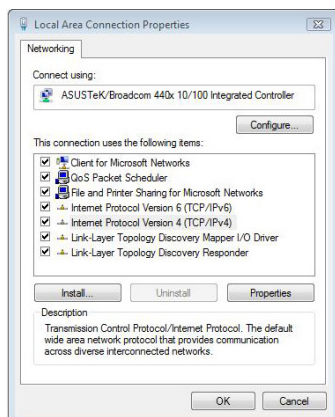 Local Area Connection Properties
Networking
Connect using:
ASUSTeK/Broadcom 440x 10/100 Integrated Controller
Configure...
This connection uses the following items:
Client for Microsoft Networks
QoS Packet Scheduler
File and Printer Sharing for Microsoft Networks
Internet Protocol Version 6 (TCP/IPv6)
Internet Protocol Version 4 (TCP/IPv4)
Link-Layer Topology Discovery Mapper I/O Driver
Link-Layer Topology Discovery Responder
Install... Uninstall Properties
Description
Transmission Control Protocol/Internet Protocol. The default
wide area network protocol that provides communication
across diverse interconnected networks.
OK Cancel